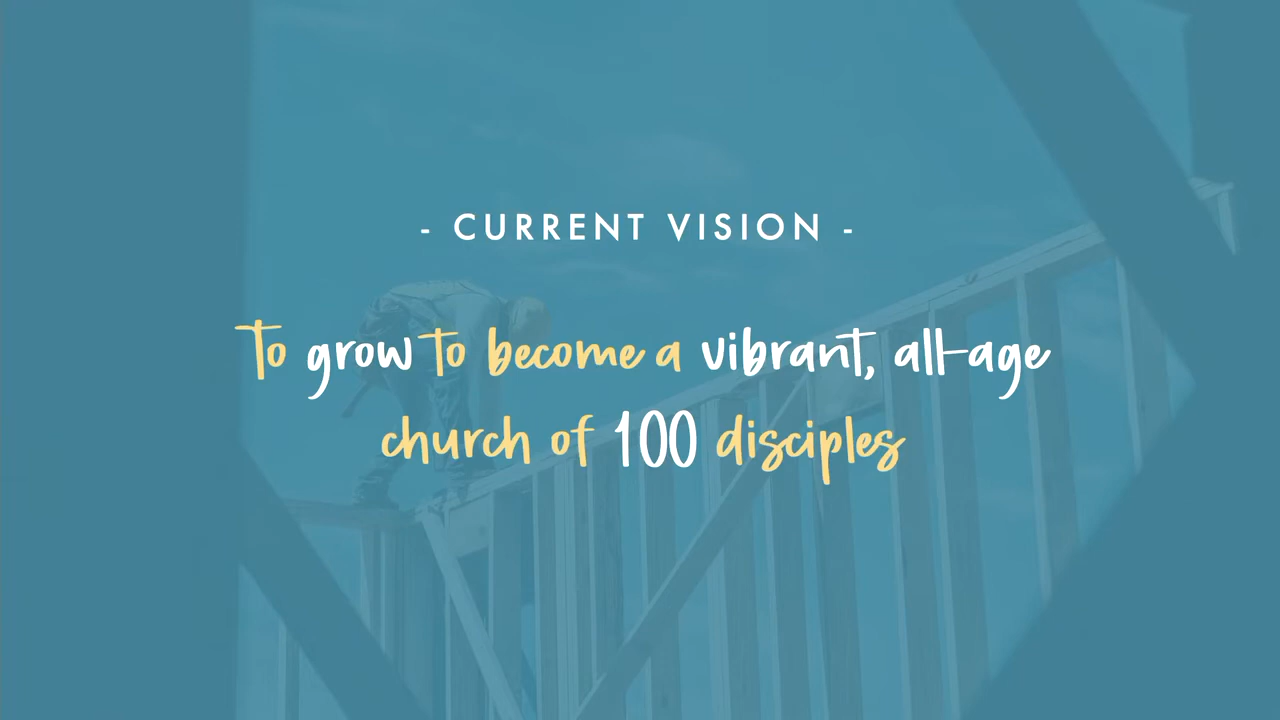 - CURRENT VISION -
To grow to become a vibrant, all-age
church of 100 disciples